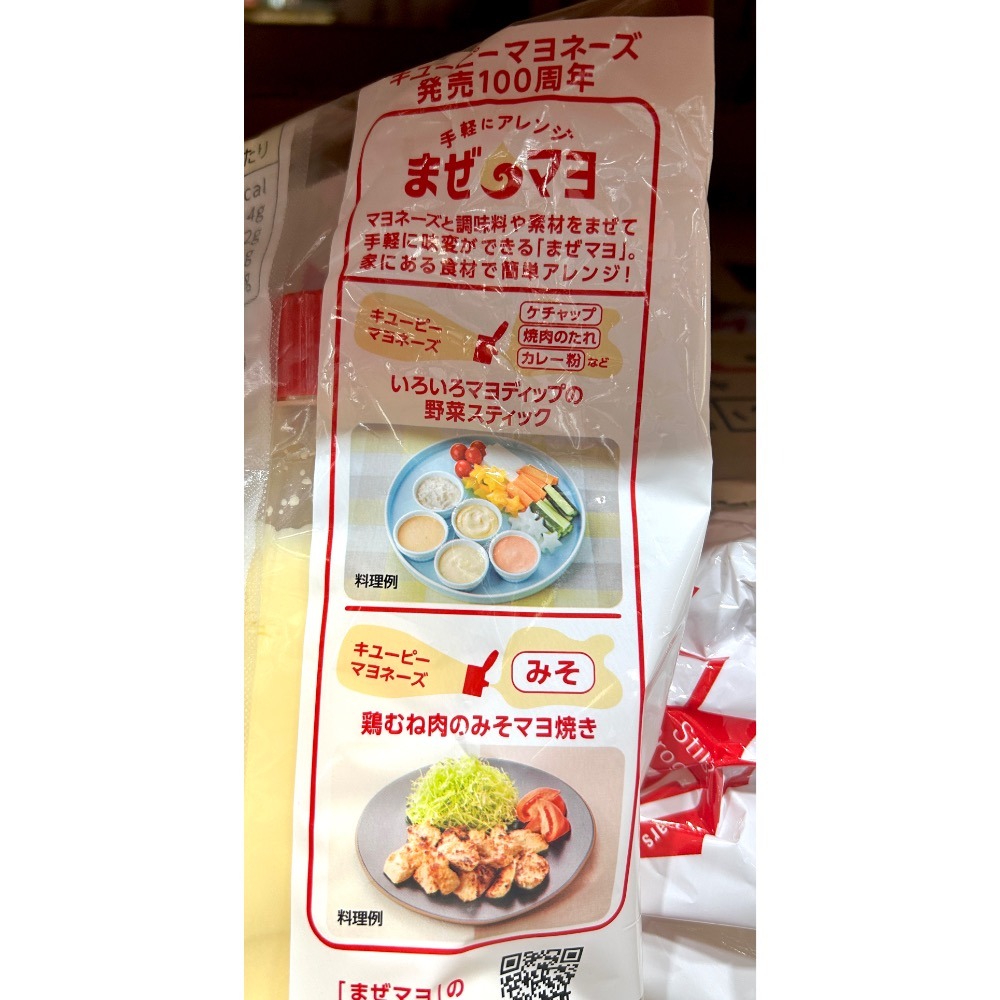 キユーピーマヨネーズ
発売100周年
手軽にアレンジ
まぜマヨ
マヨネーズと調味料や素材をまぜて
手軽に味変ができる「まぜマヨ」。
家にある食材で簡単アレンジ!
キユーピー
マヨネーズ
ケチャップ
焼肉のたれ
カレー粉など
いろいろマヨディップの
野菜スティック
料理例
キユーピー
マヨネーズ
みそ
鶏むね肉のみそマヨ焼き
料理例
「まぜマヨ」の
たり
cal
4g
2g
g